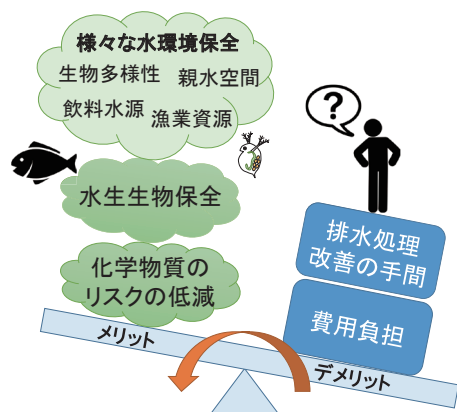 様々な水環境保全
生物多様性 親水空間
飲料水源 漁業資源
水生生物保全
化学物質の
リスクの低減
メリット
?
排水処理
改善の手間
費用負担
デメリット